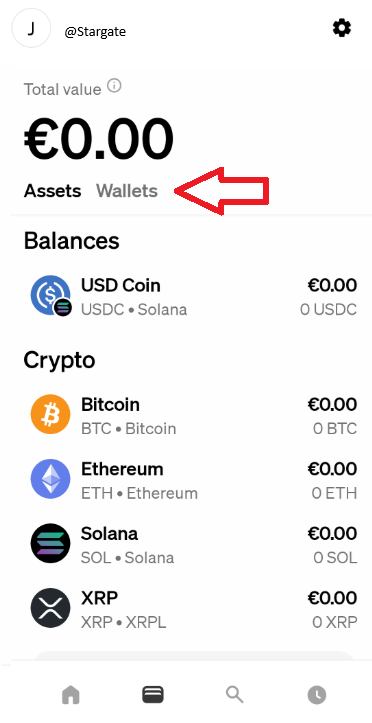 J @Stargate
Total value
€0.00
Assets Wallets
Balances
USD Coin €0.00
USDC • Solana 0 USDC
Crypto
Bitcoin €0.00
BTC • Bitcoin 0 BTC
Ethereum €0.00
ETH • Ethereum 0 ETH
Solana €0.00
SOL • Solana 0 SOL
XRP €0.00
XRP • XRPL 0 XRP